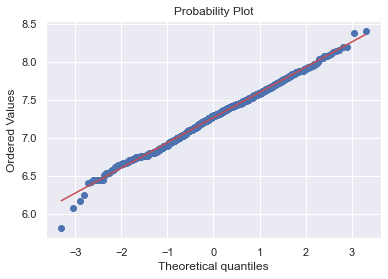 Probability Plot
8.5
8.0
7.5
7.0
6.5
6.0
Ordered Values
−3 −2 −1 0 1 2 3
Theoretical quantiles